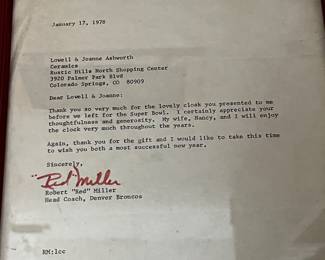 January 17, 1978
Lowell & Joanne Ashworth
Ceramics
Rustic Hills North Shopping Center
3920 Palmer Park Blvd
Colorado Springs, CO 80909
Dear Lowell & Joanne:
Thank you so very much for the lovely cloak you presented to me
before we left for the Super Bowl. I certainly appreciate your
thoughtfulness and generosity. My wife, Nancy, and I will enjoy
the clock very much throughout the years.
Again, thank you for the gift and I would like to take this time
to wish you both a most successful new year.
Sincerely,
"Red" Miller
Robert "Red" Miller
Head Coach, Denver Broncos
RM:lcc